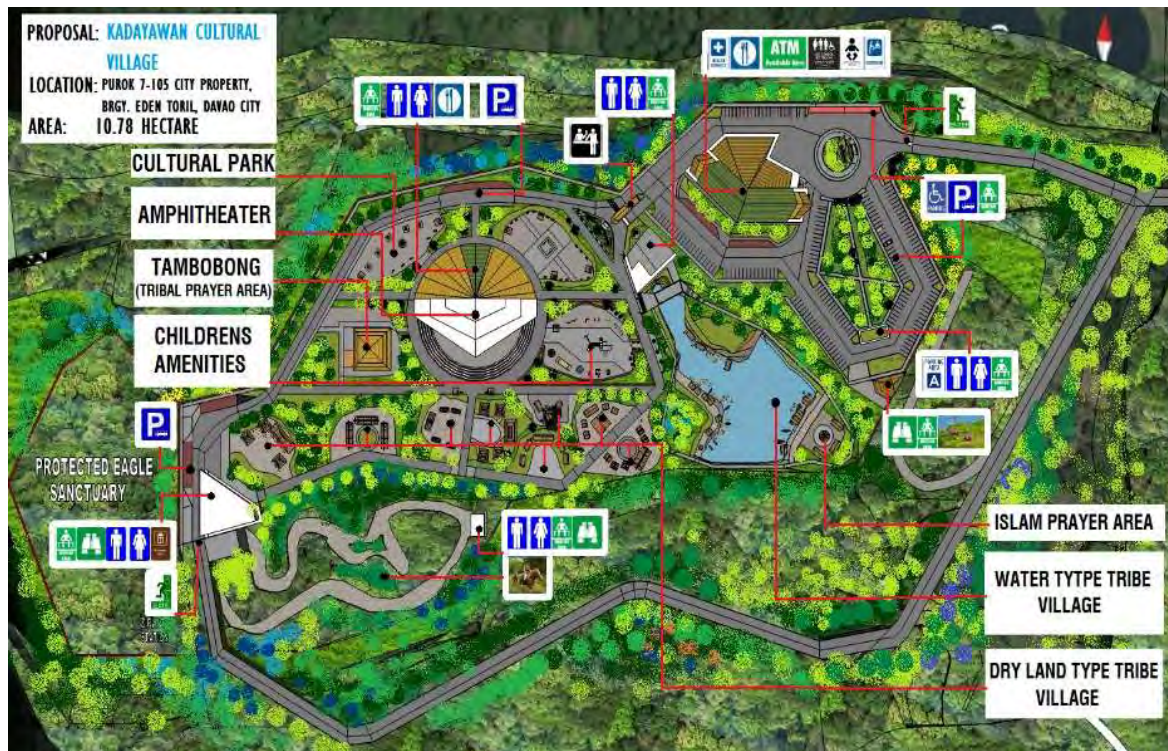 PROPOSAL: KADAYAWAN CULTURAL
VILLAGE
LOCATION: PUROK 7-105 CITY PROPERTY,
BRGY. EDEN TORIL, DAVAO CITY
AREA: 10.78 HECTARE
CULTURAL PARK
AMPHITHEATER
TAMBOBONG
(TRIBAL PRAYER AREA)
CHILDRENS
AMENITIES
ATM
P
P
P
PROTECTED EAGLE
SANCTUARY
A
ISLAM PRAYER AREA
WATER TYTPE TRIBE
VILLAGE
DRY LAND TYPE TRIBE
VILLAGE